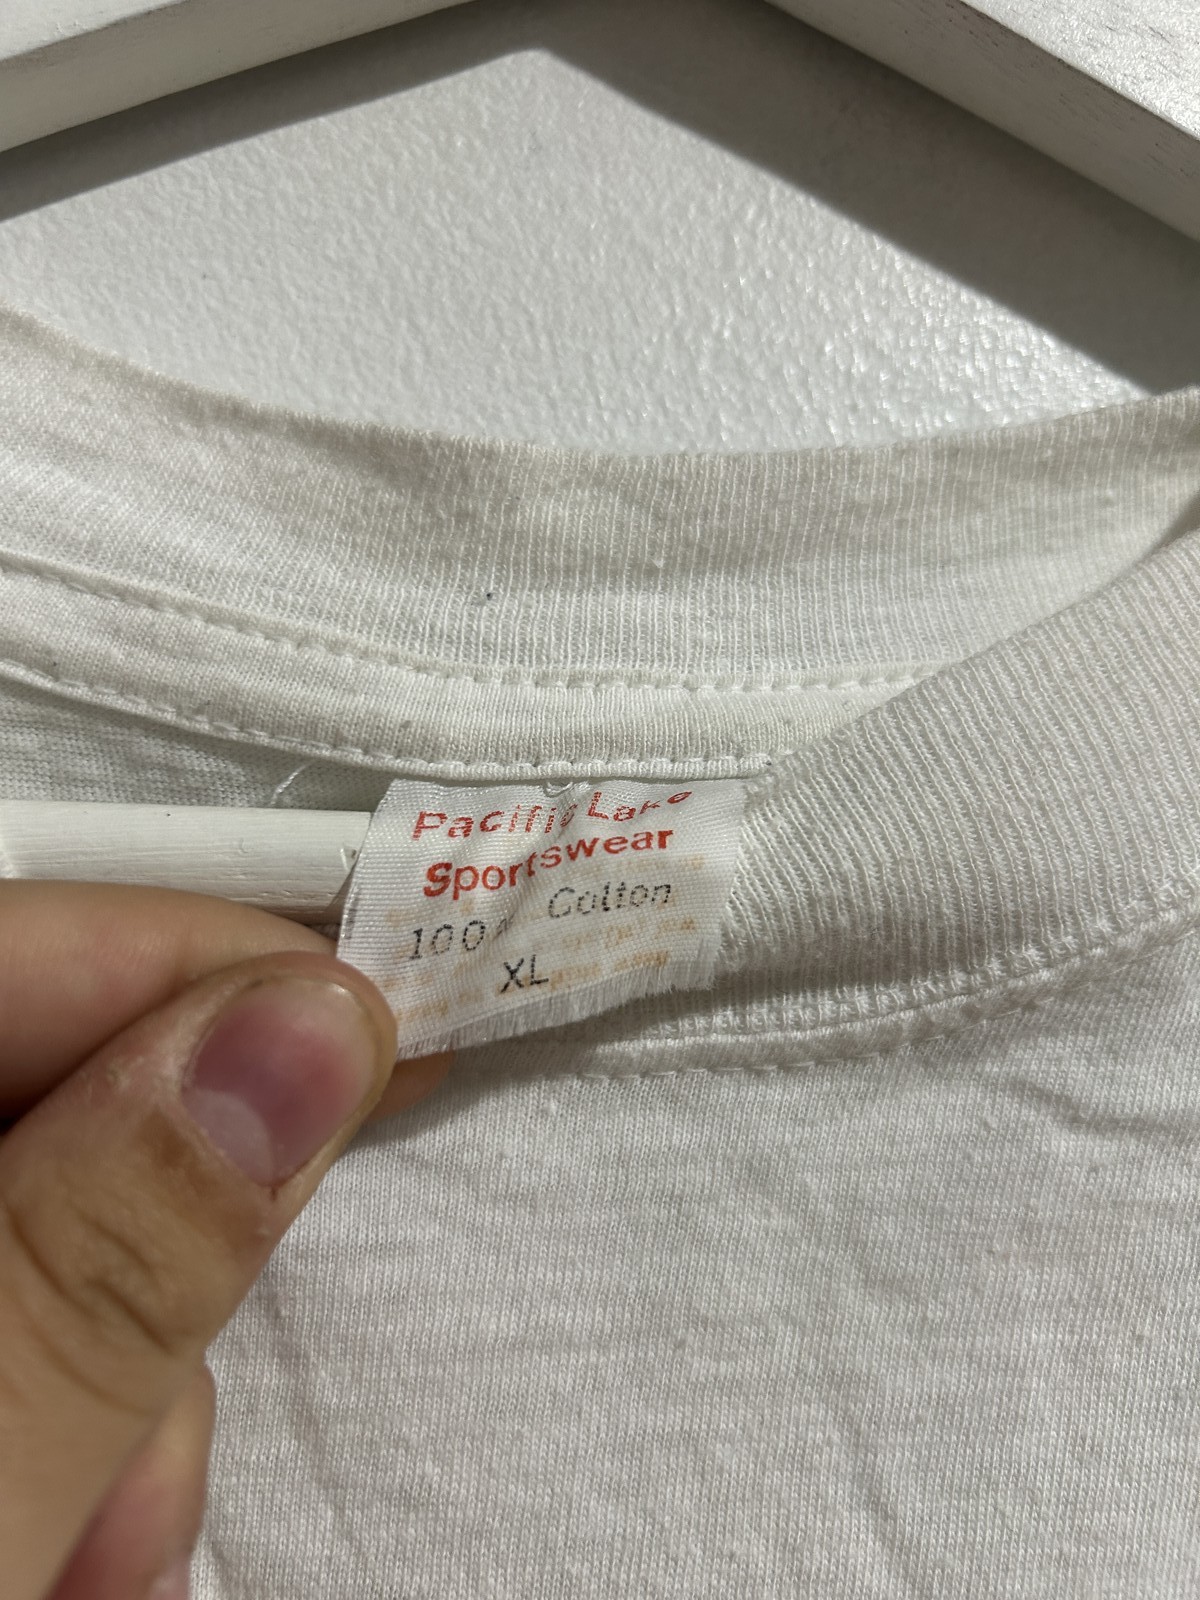 Pacific Lake
Sportswear
100% Cotton
XL